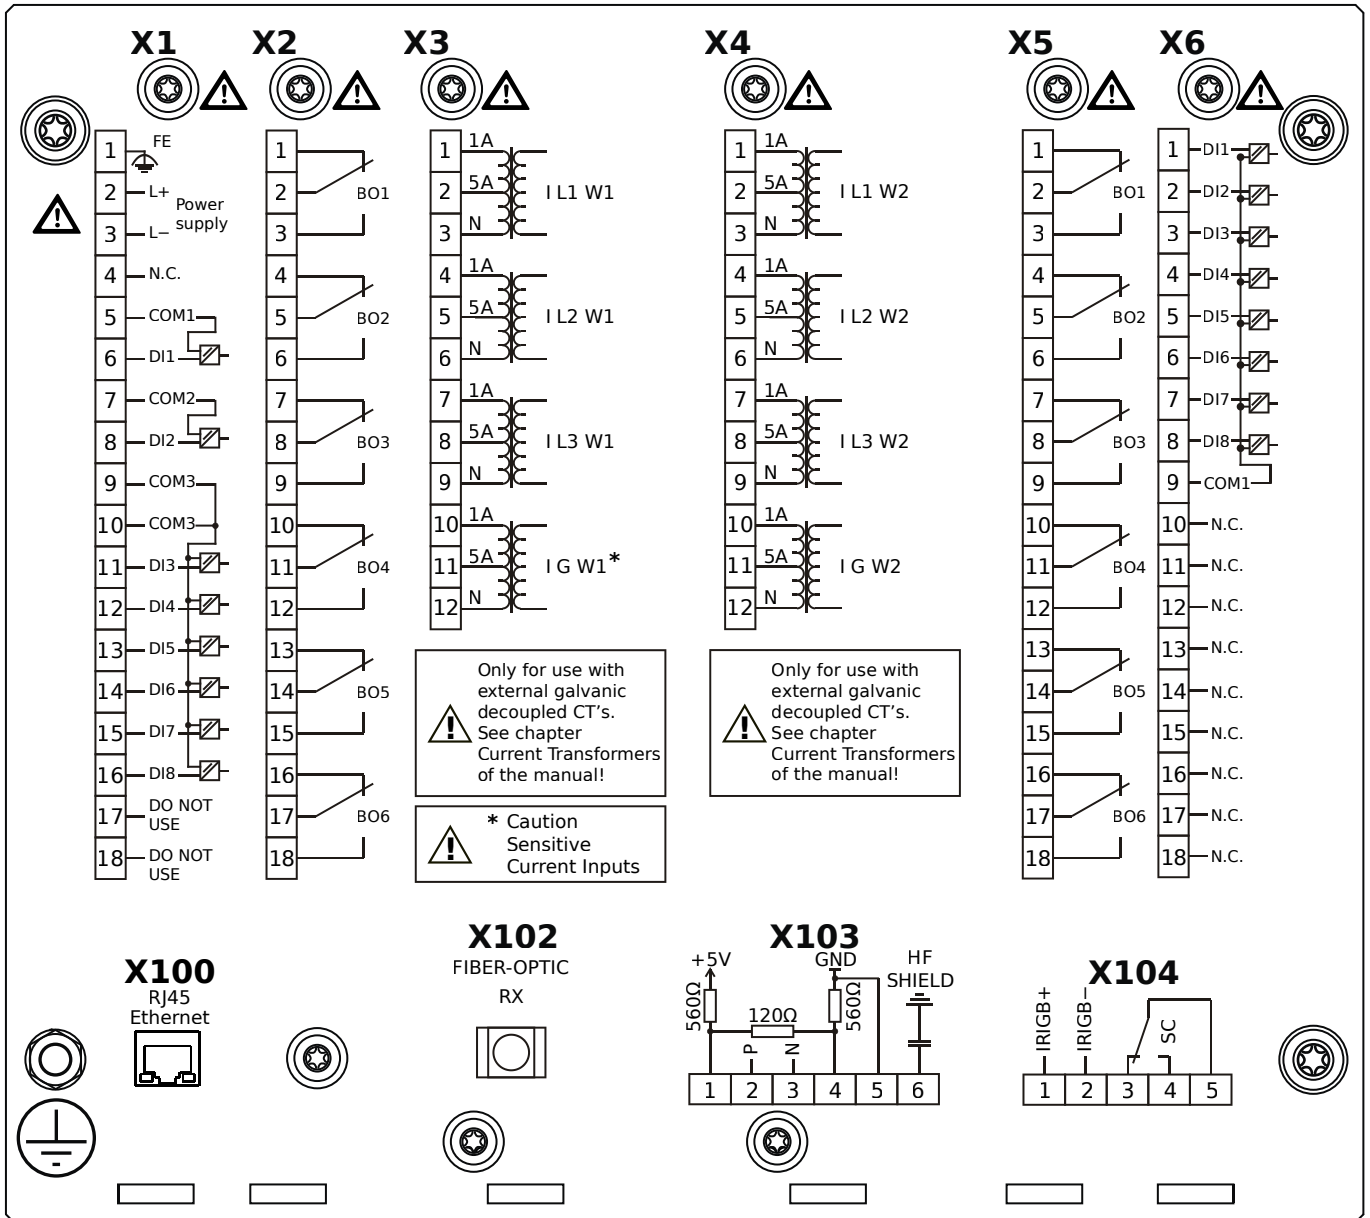 X1
X2
X3
X4
X5
X6
1 FE
2 L+
Power
supply
3 L−
4 N.C.
5 COM1
6 DI1
7 COM2
8 DI2
9 COM3
10 COM3
11 DI3
12 DI4
13 DI5
14 DI6
15 DI7
16 DI8
17 DO NOT
USE
18 DO NOT
USE
1
2 BO1
3
4
5 BO2
6
7
8 BO3
9
10
11 BO4
12
13
14 BO5
15
16
17 BO6
18
1 1A
2 5A I L1 W1
3 N
4 1A
5 5A I L2 W1
6 N
7 1A
8 5A I L3 W1
9 N
10 1A
11 5A I G W1*
12 N
Only for use with
external galvanic
decoupled CT's.
See chapter
Current Transformers
of the manual!
* Caution
Sensitive
Current Inputs
1 1A
2 5A I L1 W2
3 N
4 1A
5 5A I L2 W2
6 N
7 1A
8 5A I L3 W2
9 N
10 1A
11 5A I G W2
12 N
Only for use with
external galvanic
decoupled CT's.
See chapter
Current Transformers
of the manual!
1
2 BO1
3
4
5 BO2
6
7
8 BO3
9
10
11 BO4
12
13
14 BO5
15
16
17 BO6
18
1 DI1
2 DI2
3 DI3
4 DI4
5 DI5
6 DI6
7 DI7
8 DI8
9 COM1
10 N.C.
11 N.C.
12 N.C.
13 N.C.
14 N.C.
15 N.C.
16 N.C.
17 N.C.
18 N.C.
X100
RJ45
Ethernet
X102
FIBER-OPTIC
RX
X103
+5V GND HF
SHIELD
560Ω 120Ω 560Ω
P N
1 2 3 4 5 6
X104
IRIGB+ IRIGB− SC
1 2 3 4 5